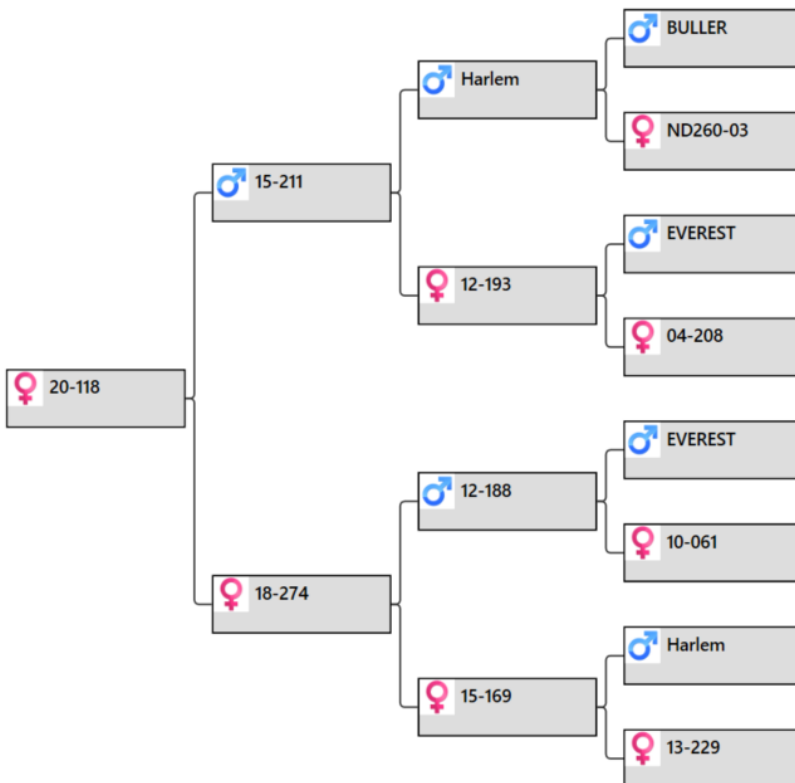 BULLER
Harlem
ND260-03
15-211
EVEREST
12-193
04-208
20-118
EVEREST
12-188
10-061
18-274
Harlem
15-169
13-229